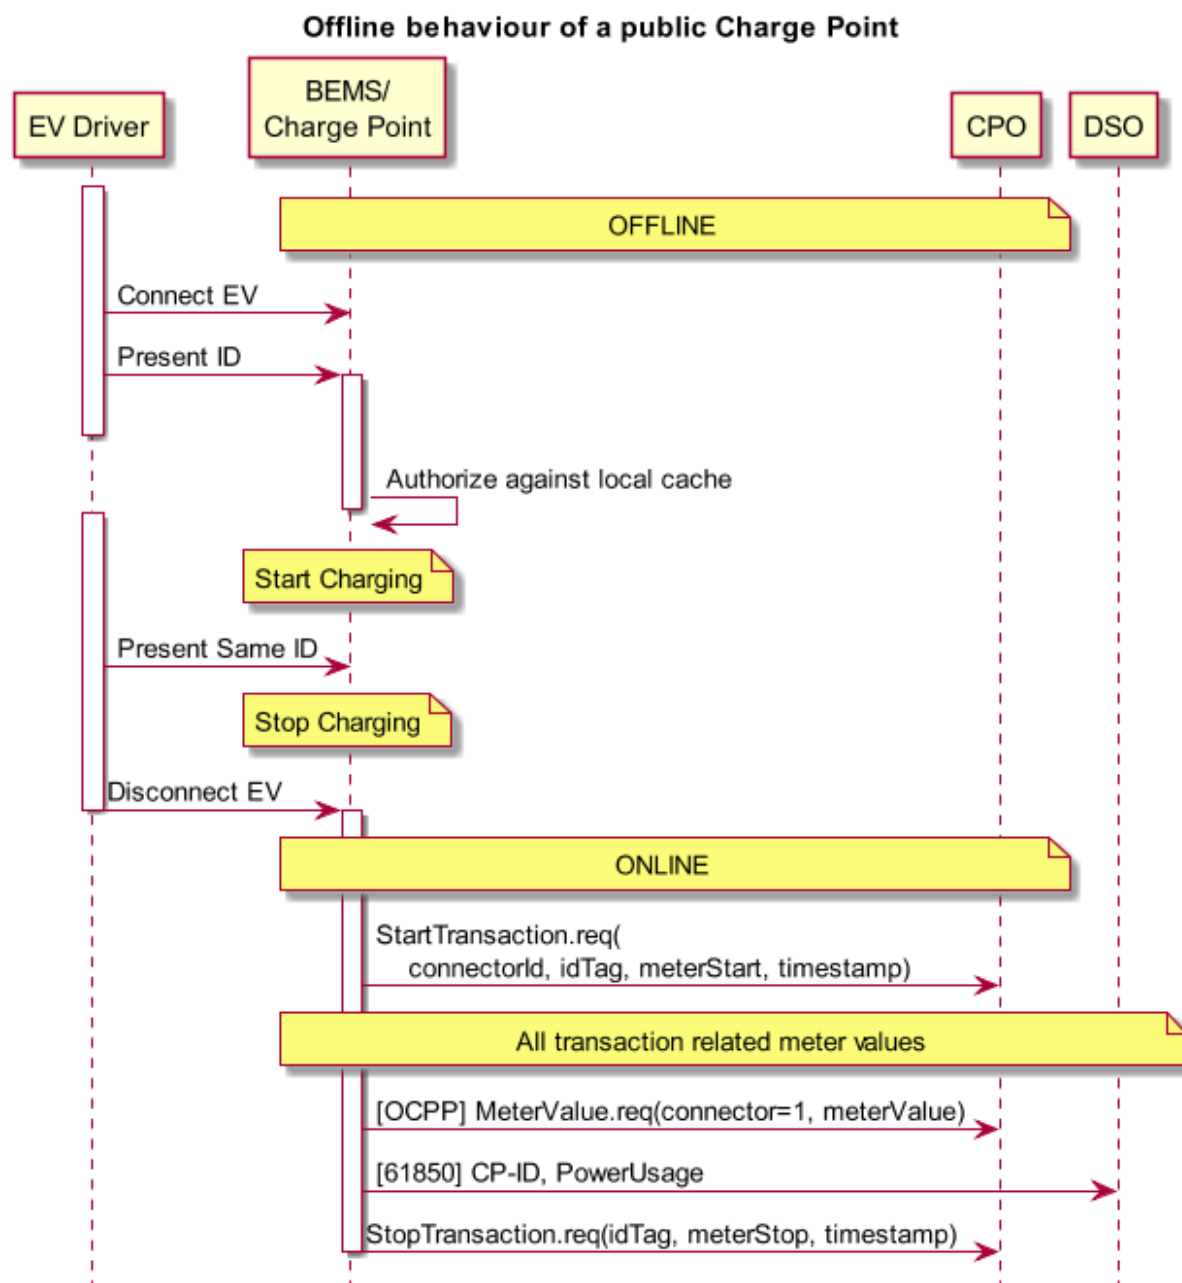 Offline behaviour of a public Charge Point
EV Driver
BEMS/
Charge Point
CPO
DSO
OFFLINE
Connect EV
Present ID
Authorize against local cache
Start Charging
Present Same ID
Stop Charging
Disconnect EV
ONLINE
StartTransaction.req(
connectorId, idTag, meterStart, timestamp)
All transaction related meter values
[OCPP] MeterValue.req(connector=1, meterValue)
[61850] CP-ID, PowerUsage
StopTransaction.req(idTag, meterStop, timestamp)